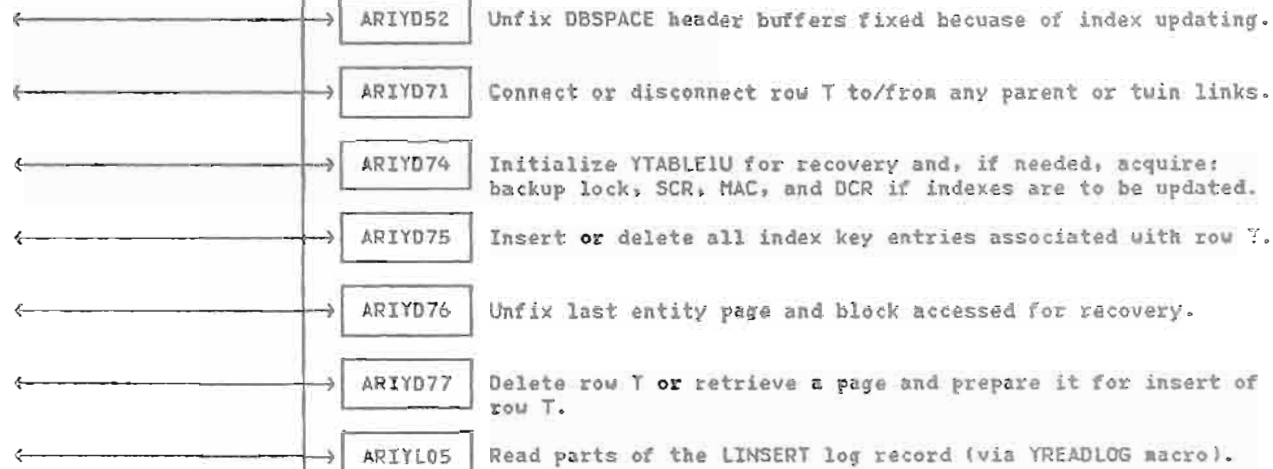 ARIYD52 Unfix DBSPACE header buffers fixed becuase of index updating.
ARIYD71 Connect or disconnect row T to/from any parent or twin links.
ARIYD74 Initialize YTABLE1U for recovery and, if needed, acquire:
backup lock, SCR, MAC, and DCR if indexes are to be updated.
ARIYD75 Insert or delete all index key entries associated with row T.
ARIYD76 Unfix last entity page and block accessed for recovery.
ARIYD77 Delete row T or retrieve a page and prepare it for insert of
row T.
ARIYL05 Read parts of the LINSERT log record (via YREADLOG macro).